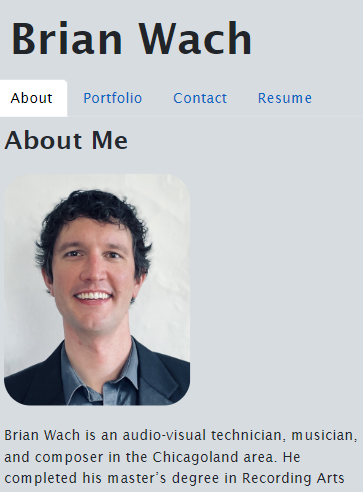 Brian Wach
About Portfolio Contact Resume
About Me
Brian Wach is an audio-visual technician, musician,
and composer in the Chicagoland area. He
completed his master’s degree in Recording Arts